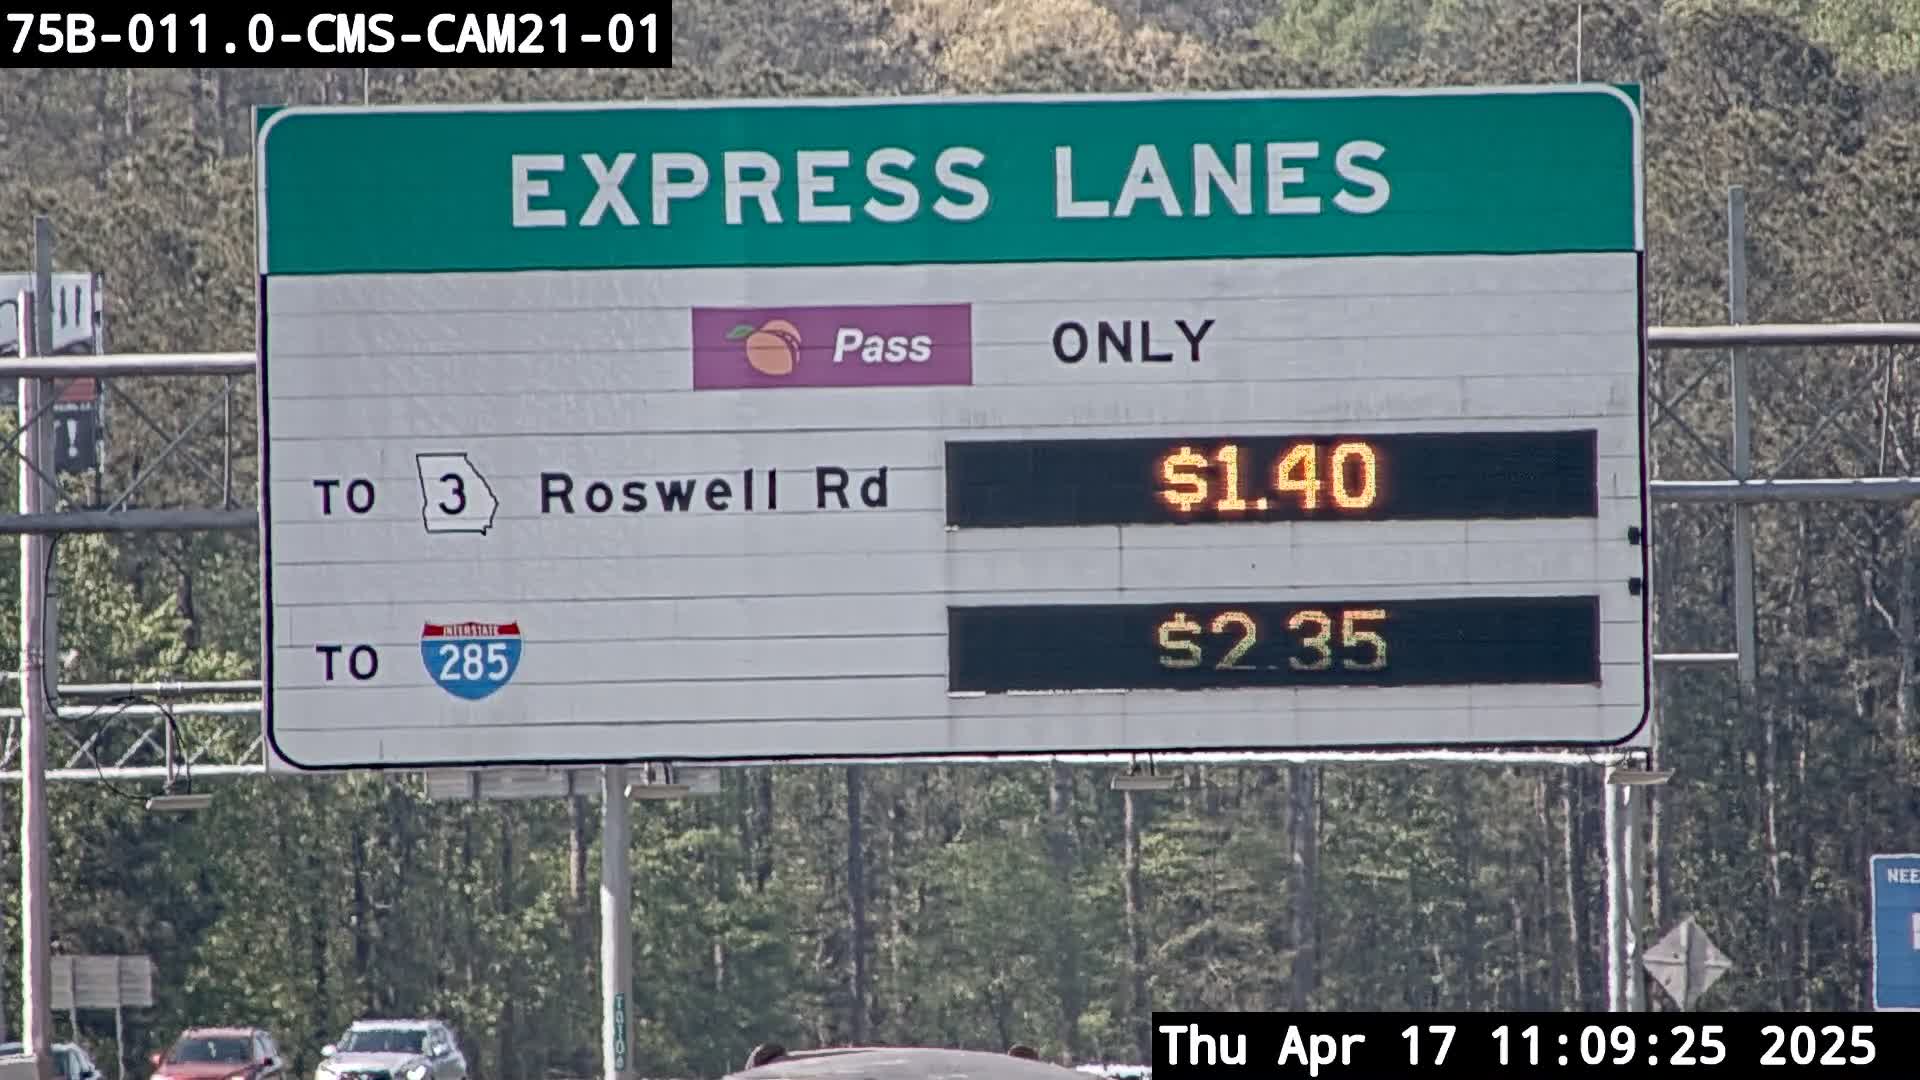 75B-011.0-CMS-CAM21-01
EXPRESS LANES
Pass ONLY
TO 3 Roswell Rd $1.40
INTERSTATE
TO 285 $2.35
NEE
Thu Apr 17 11:09:25 2025